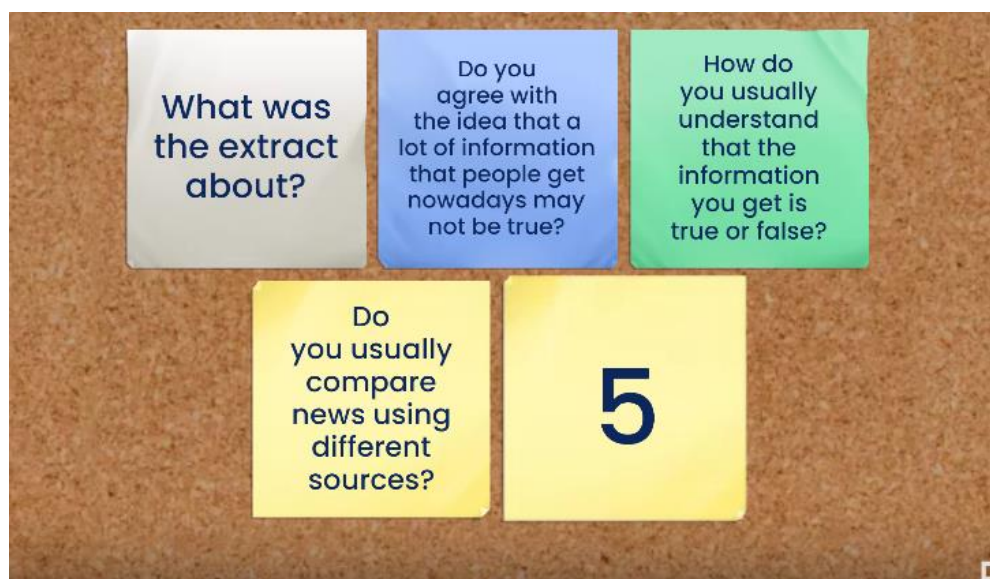 What was
the extract
about?
Do you
agree with
the idea that a
lot of information
that people get
nowadays may
not be true?
How do
you usually
understand
that the
information
you get is
true or false?
Do
you usually
compare
news using
different
sources?
5